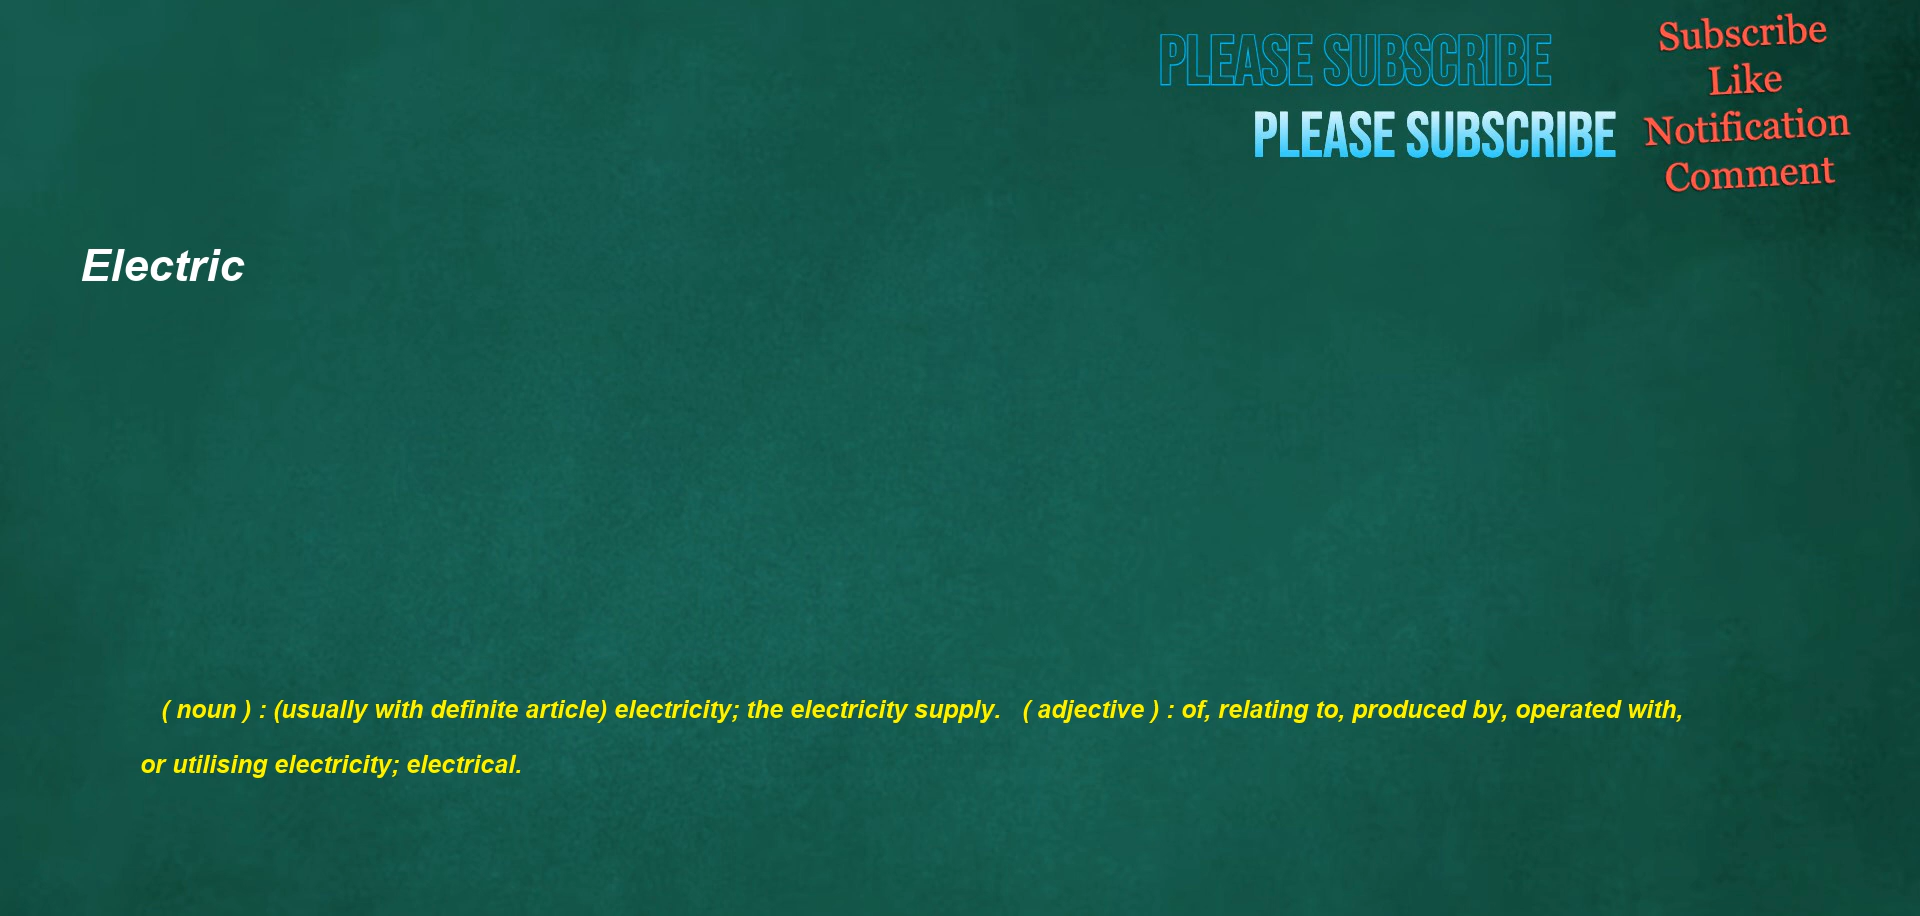 PLEASE SUBSCRIBE
PLEASE SUBSCRIBE
Subscribe
Like
Notification
Comment
Electric
( noun ) : (usually with definite article) electricity; the electricity supply. ( adjective ) : of, relating to, produced by, operated with,
or utilising electricity; electrical.